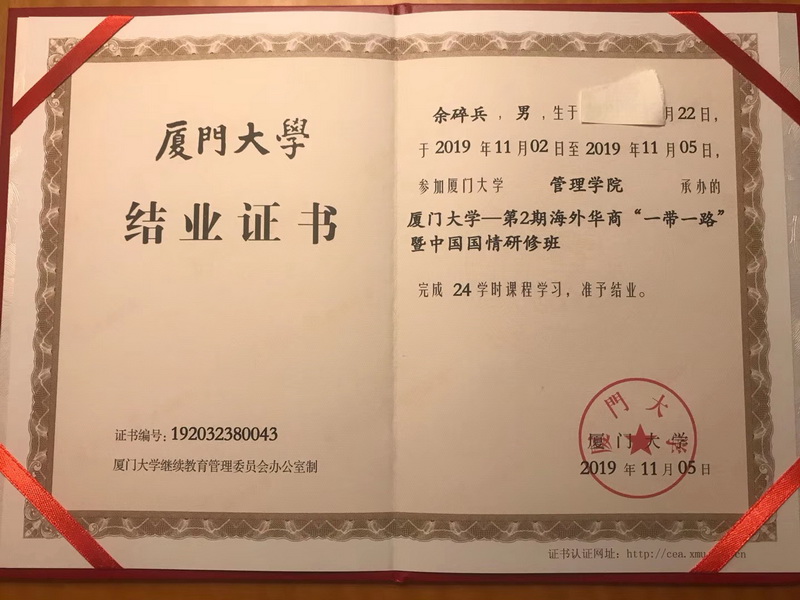 厦門大學
结业证书
证书编号：192032380043
厦门大学继续教育管理委员会办公室制
余碎兵，男，生于 月22日，
于2019年11月02日至2019年11月05日，
参加厦门大学 管理学院 承办的
厦门大学—第2期海外华商“一带一路”
暨中国国情研修班
完成 24学时课程学习，准予结业。
厦門大學
厦门大学
2019年11月05日
证书认证网址：http://cea.xmu